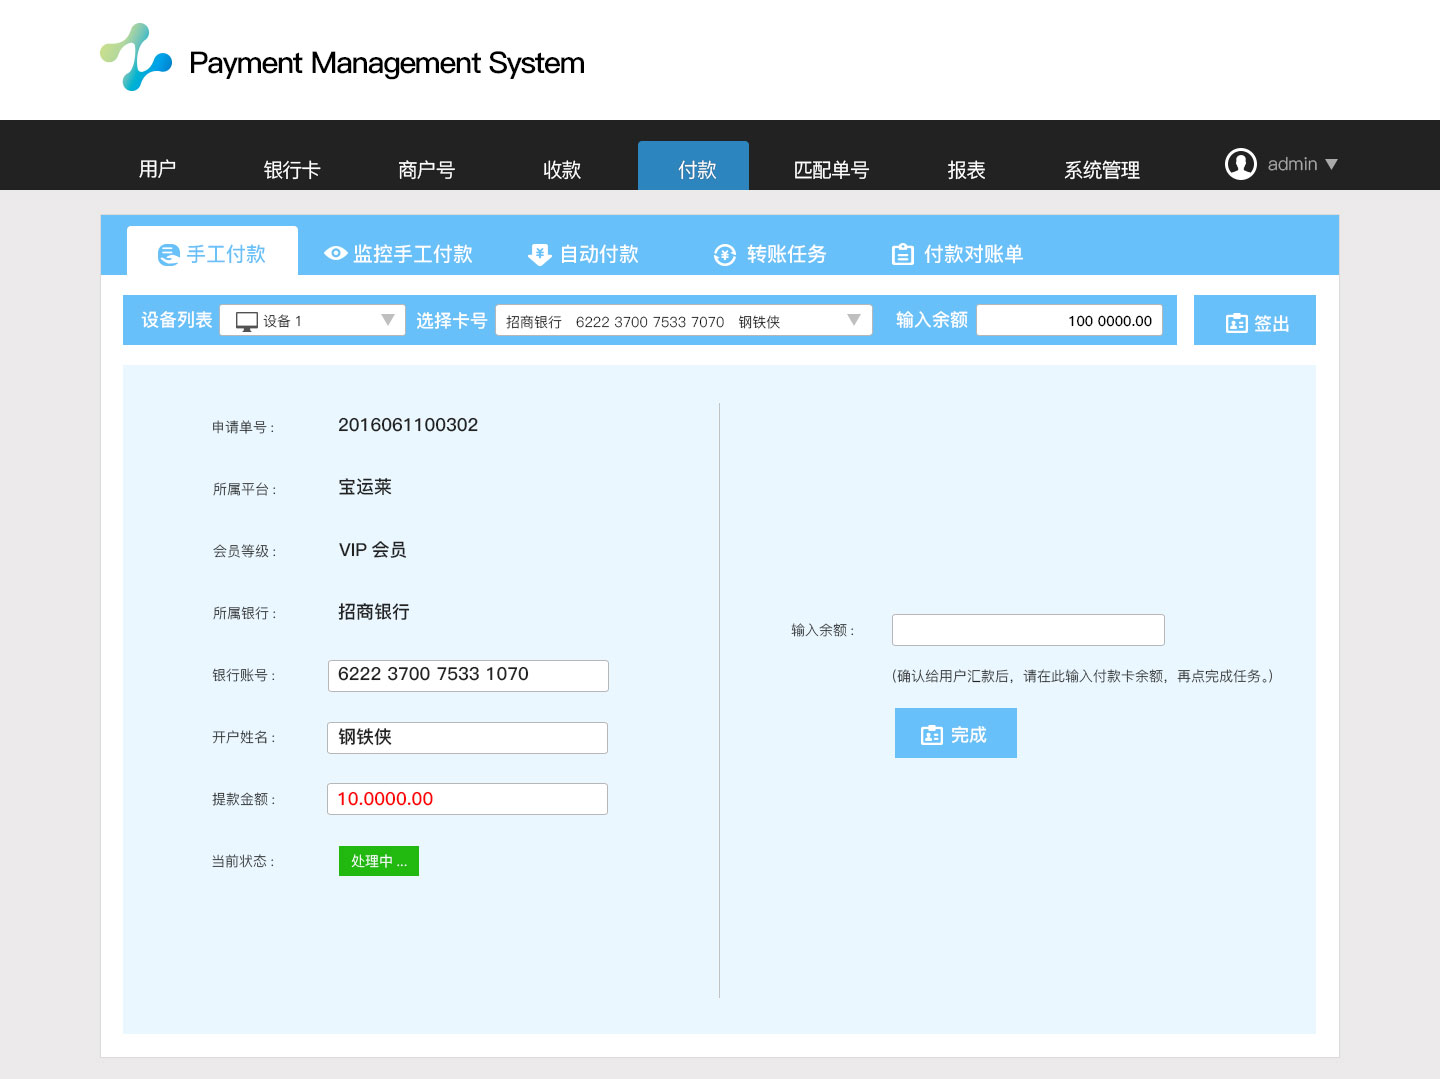 Payment Management System
用户 银行卡 商户号 收款 付款 匹配单号 报表 系统管理 admin
手工付款 监控手工付款 自动付款 转账任务 付款对账单
设备列表 设备 1 选择卡号 招商银行 6222 3700 7533 7070 钢铁侠 输入余额 100 0000.00 签出
申请单号 : 2016061100302
所属平台 : 宝运莱
会员等级 : VIP 会员
所属银行 : 招商银行
银行账号 : 6222 3700 7533 1070
开户姓名 : 钢铁侠
提款金额 : 10.0000.00
当前状态 : 处理中 ...
输入余额 :
(确认给用户汇款后，请在此输入付款卡余额，再点完成任务。)
完成